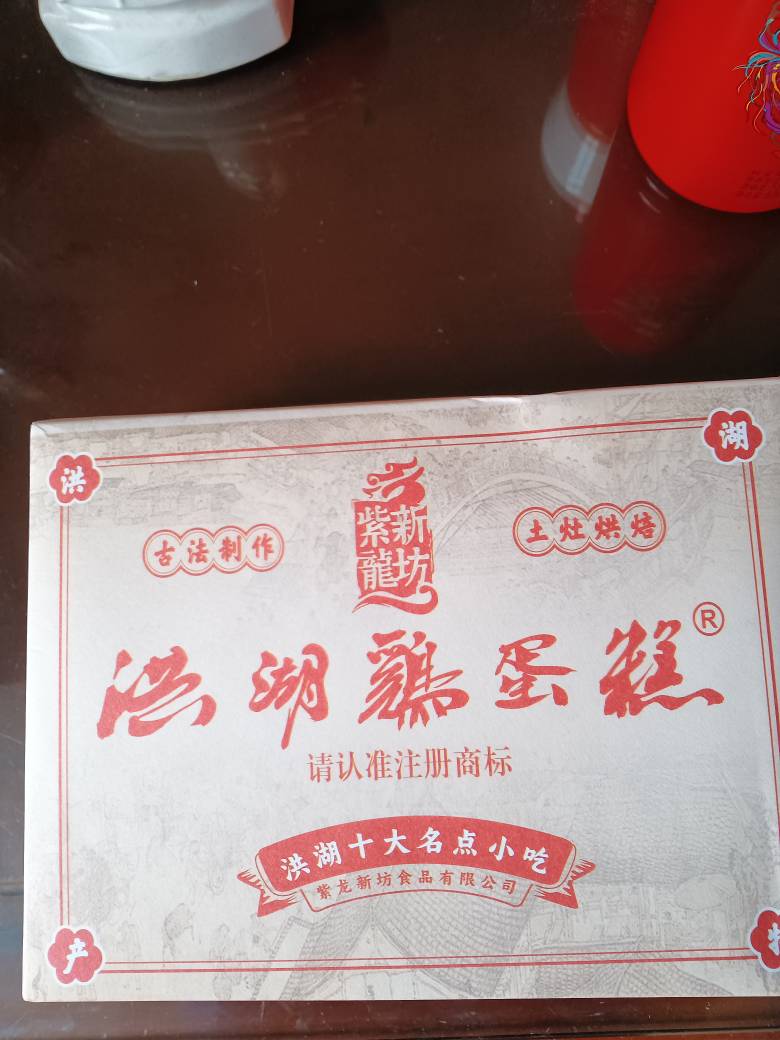 洪
湖
古法制作
紫龍
新坊
土灶烘焙
洪湖鷄蛋糕®
请认准注册商标
洪湖十大名点小吃
紫龙新坊食品有限公司
产